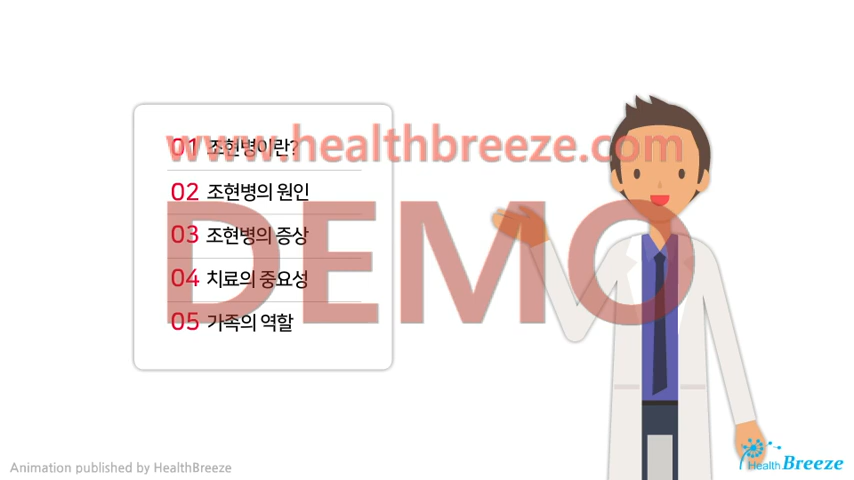 www.healthbreeze.com
01 조현병이란?
02 조현병의 원인
03 조현병의 증상
04 치료의 중요성
05 가족의 역할
DEMO
Animation published by HealthBreeze
Health Breeze